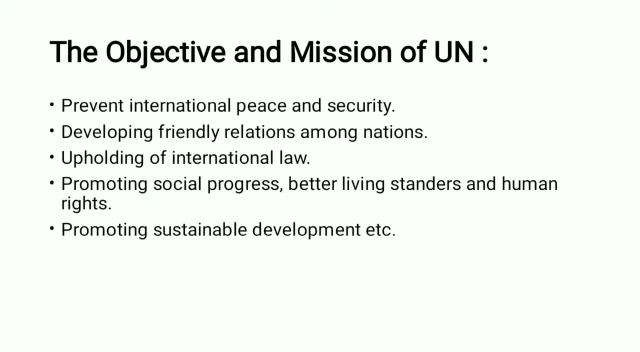 The Objective and Mission of UN :
• Prevent international peace and security.
• Developing friendly relations among nations.
• Upholding of international law.
• Promoting social progress, better living standers and human
rights.
• Promoting sustainable development etc.